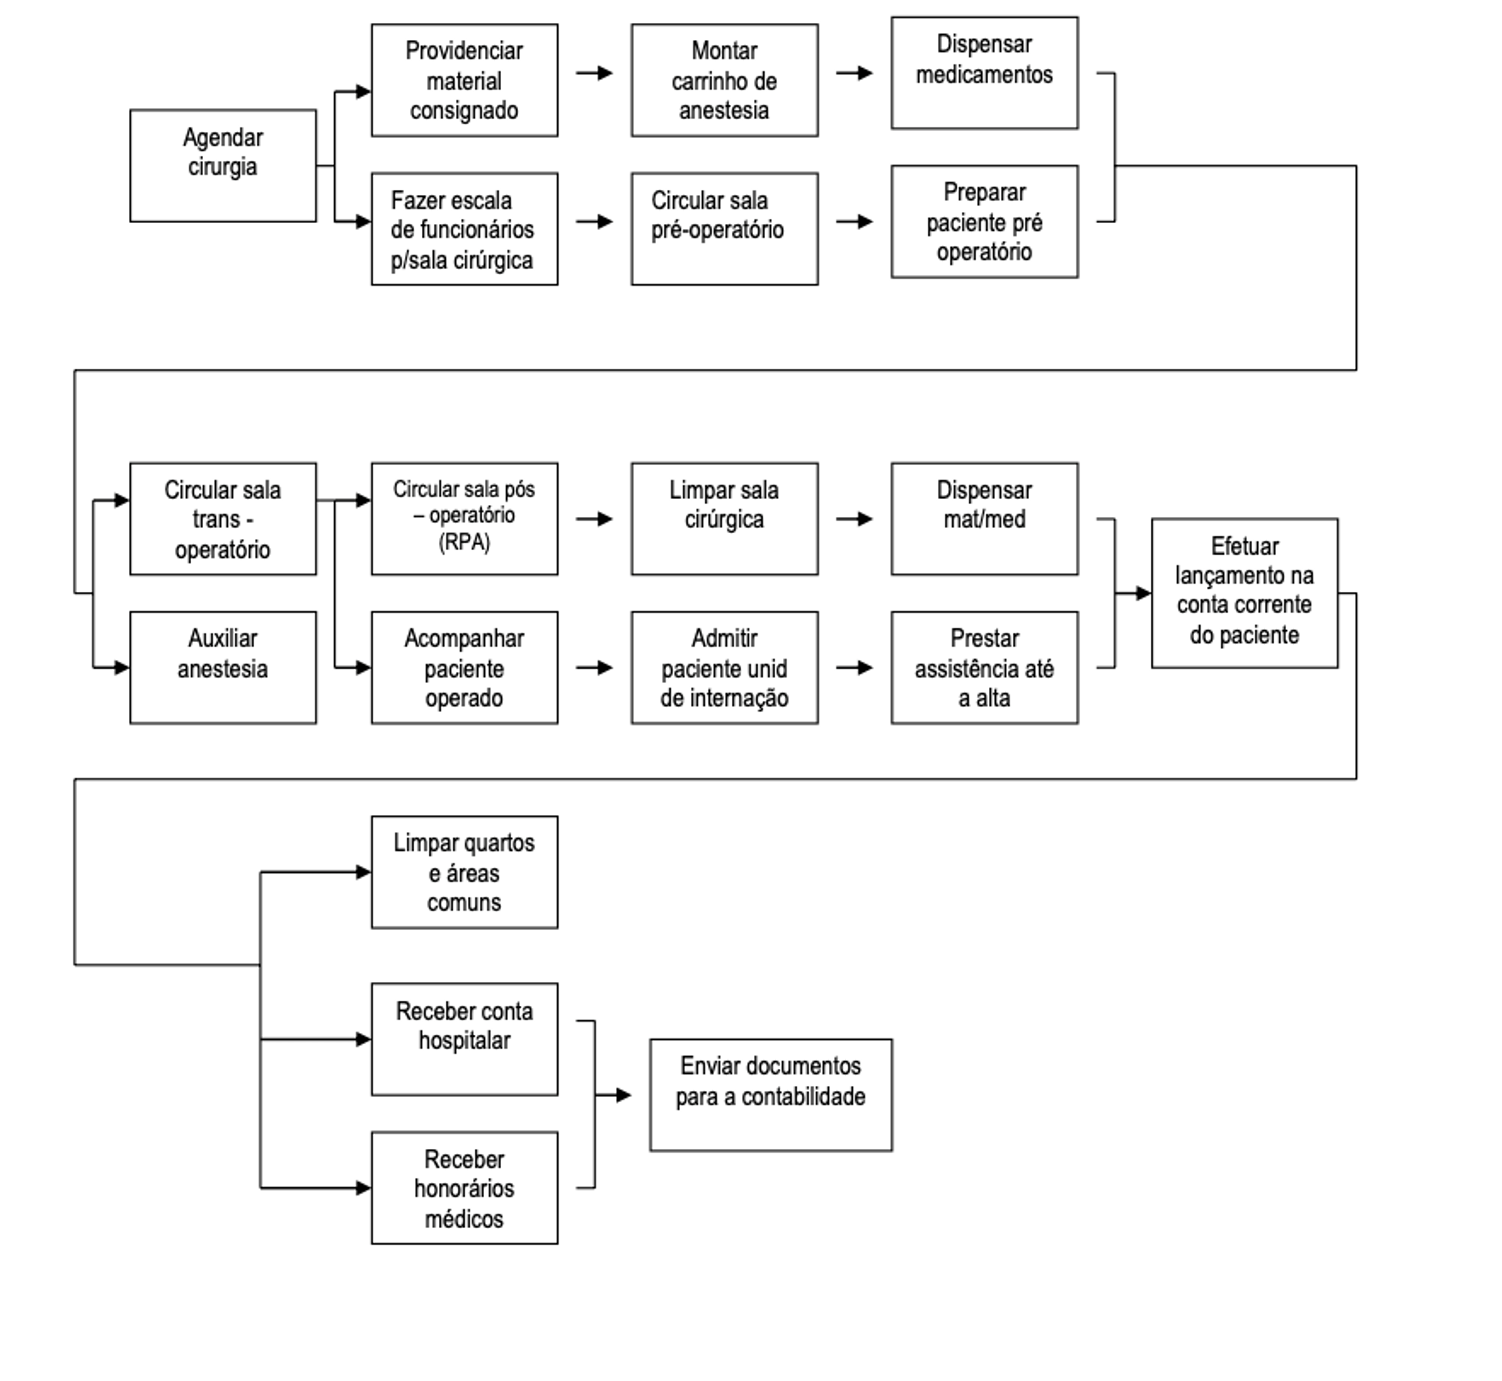 Agendar
cirurgia
Providenciar
material
consignado
Montar
carrinho de
anestesia
Dispensar
medicamentos
Fazer escala
de funcionários
p/sala cirúrgica
Circular sala
pré-operatório
Preparar
paciente pré
operatório
Circular sala
trans -
operatório
Circular sala pós
– operatório
(RPA)
Limpar sala
cirúrgica
Dispensar
mat/med
Auxiliar
anestesia
Acompanhar
paciente
operado
Admitir
paciente unid
de internação
Prestar
assistência até
a alta
Efetuar
lançamento na
conta corrente
do paciente
Limpar quartos
e áreas
comuns
Receber conta
hospitalar
Receber
honorários
médicos
Enviar documentos
para a contabilidade